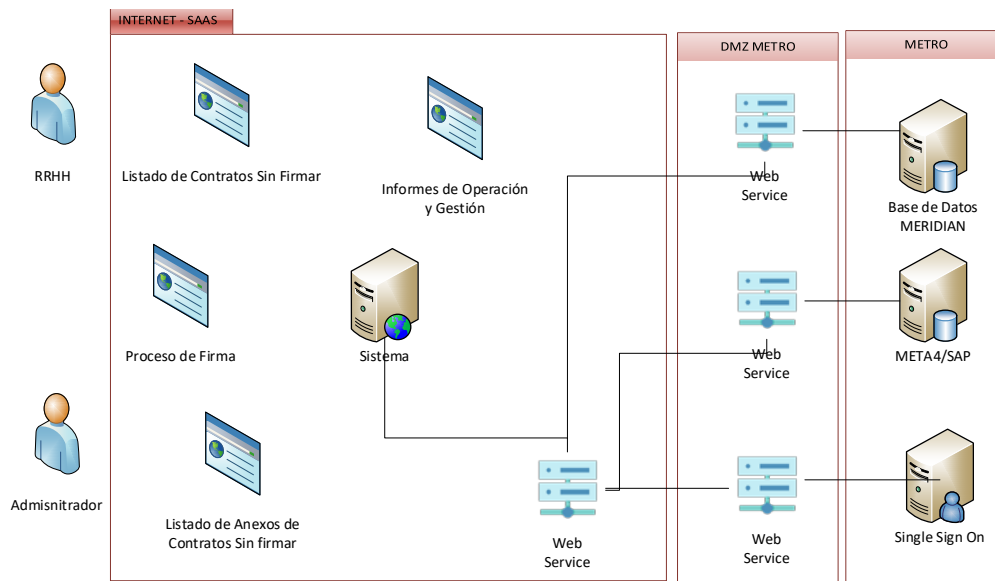 INTERNET - SAAS
DMZ METRO
METRO
RRHH
Listado de Contratos Sin Firmar
Informes de Operación
y Gestión
Web
Service
Base de Datos
MERIDIAN
Proceso de Firma
Sistema
Web
Service
META4/SAP
Admisnitrador
Listado de Anexos de
Contratos Sin firmar
Web
Service
Web
Service
Single Sign On